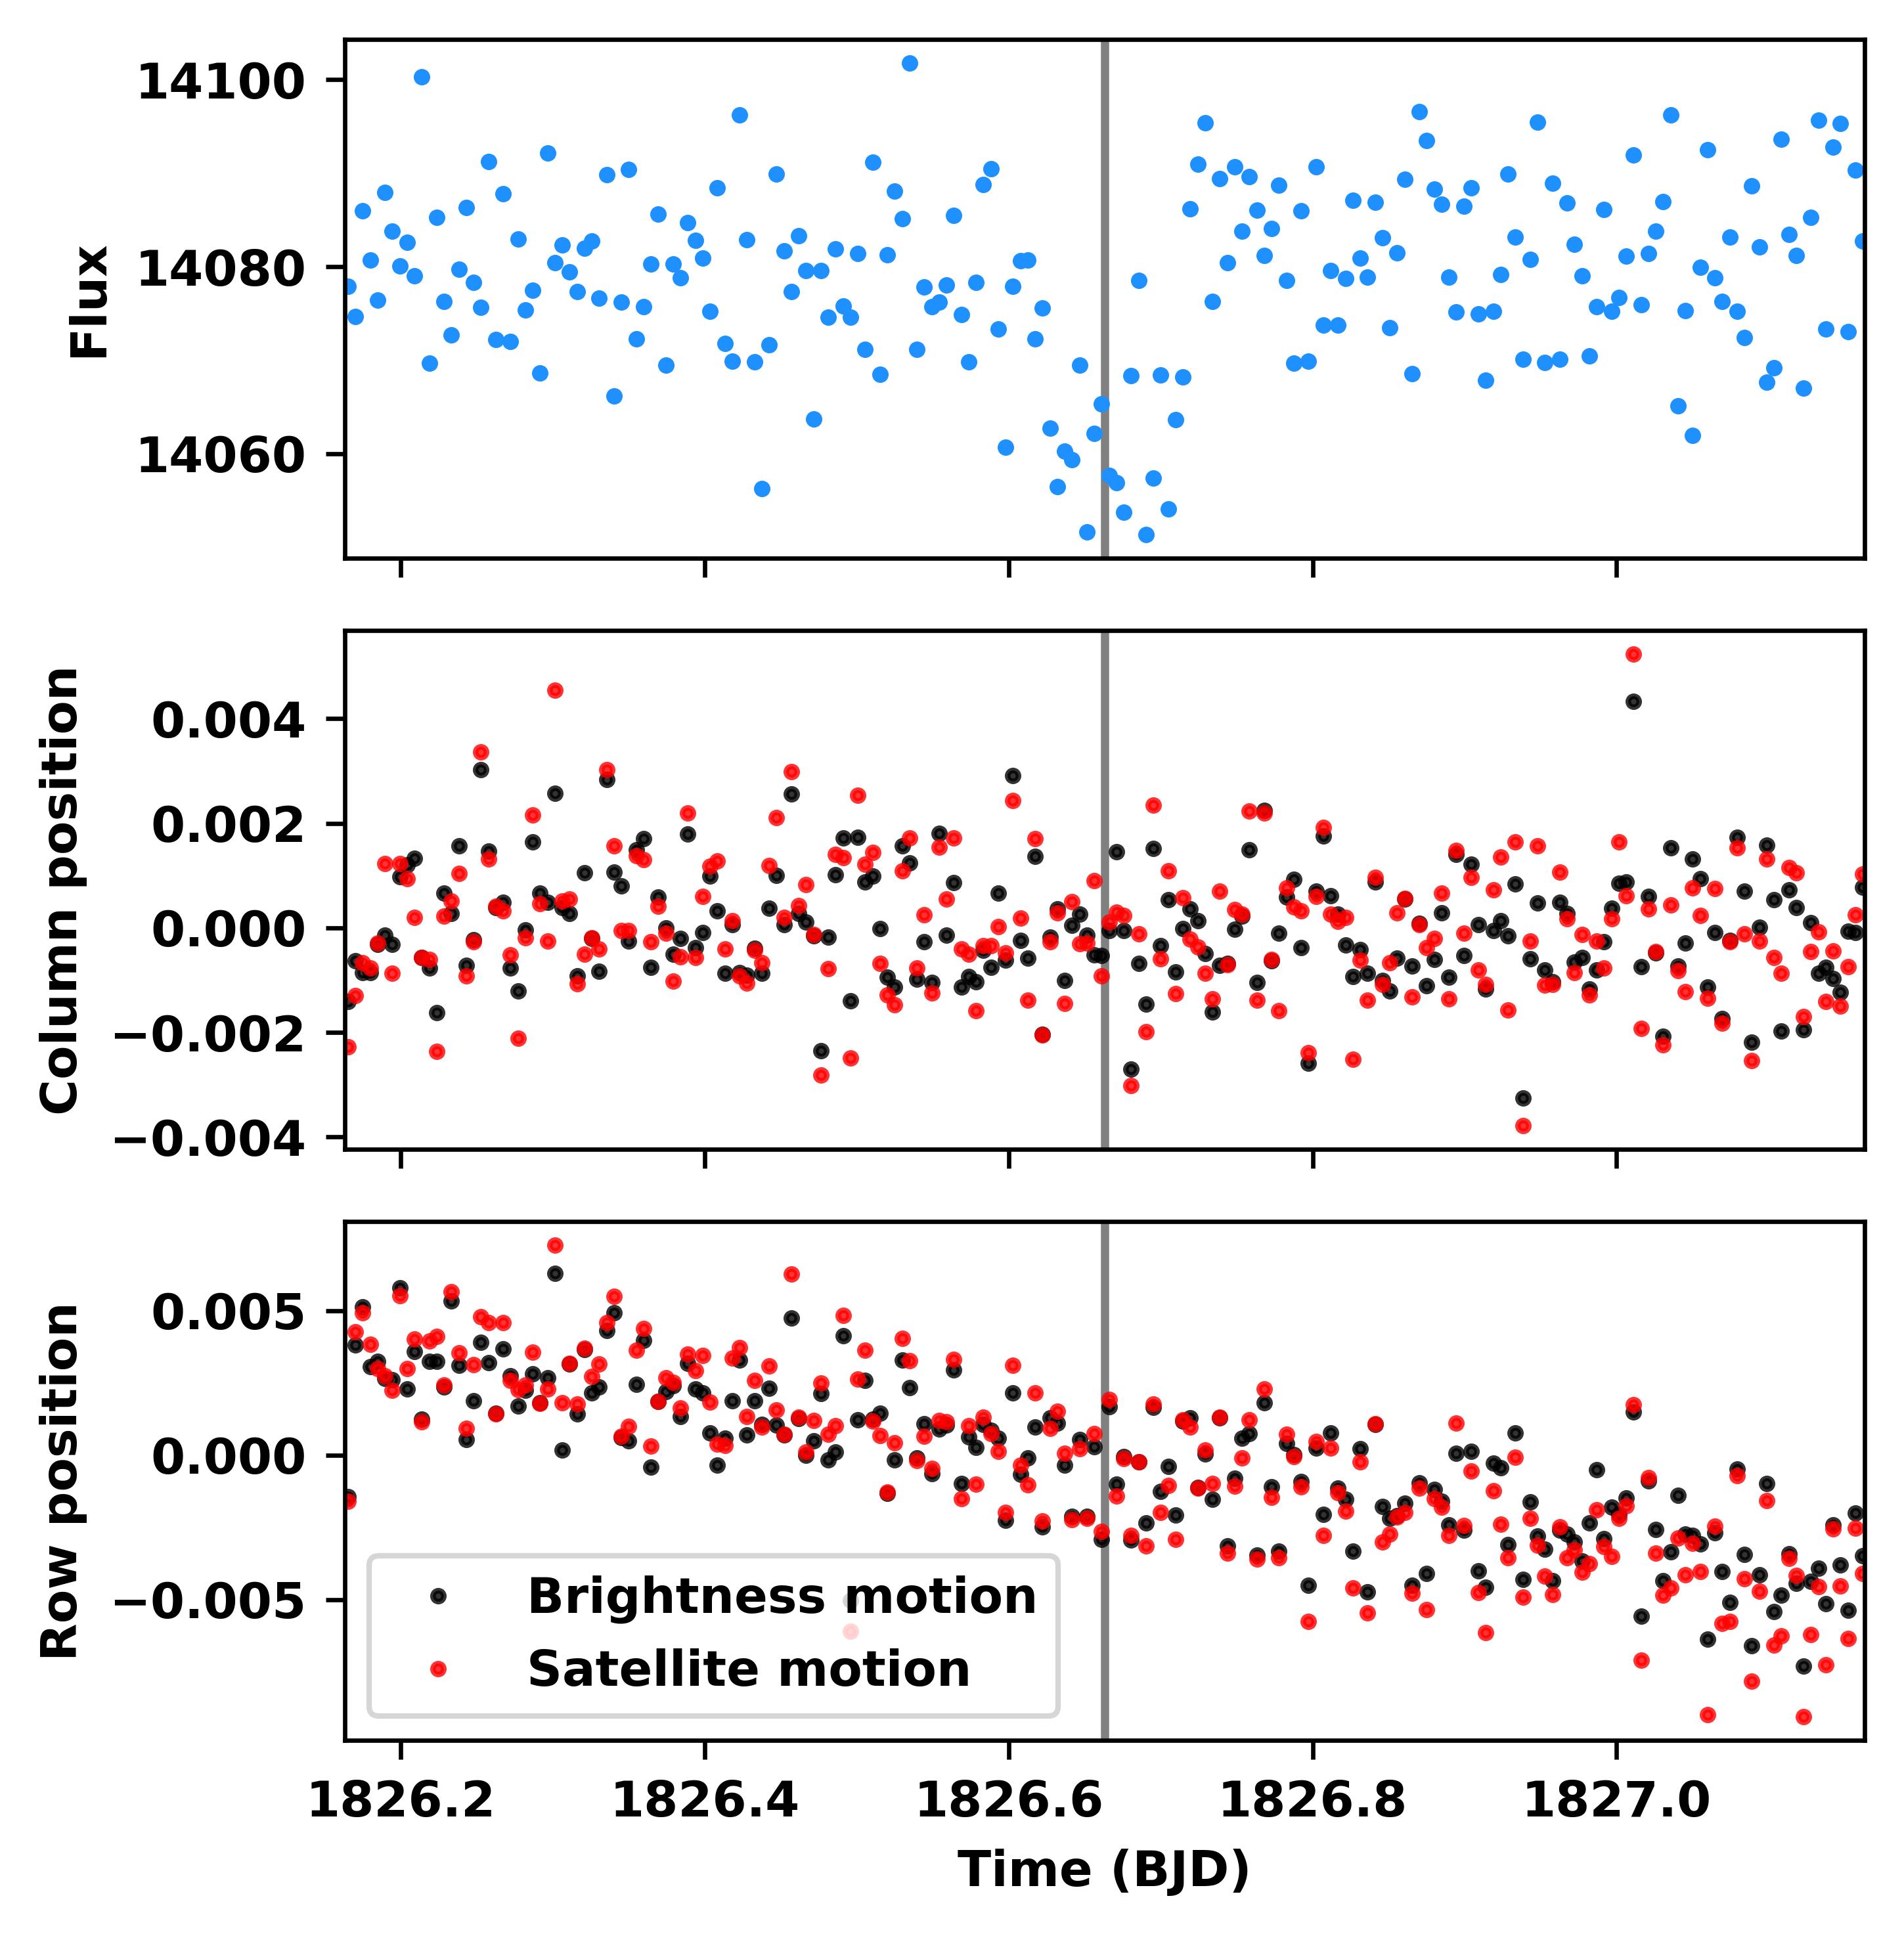 14100
14080
14060
Flux
0.004
0.002
0.000
−0.002
−0.004
Column position
0.005
0.000
−0.005
Row position
Brightness motion
Satellite motion
1826.2 1826.4 1826.6 1826.8 1827.0
Time (BJD)